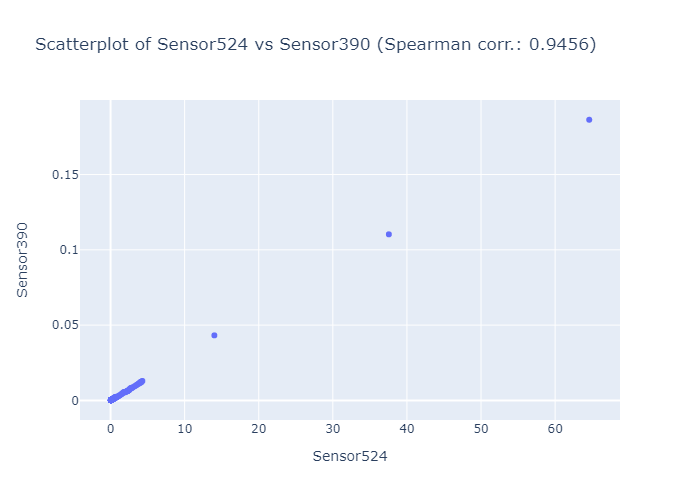 Scatterplot of Sensor524 vs Sensor390 (Spearman corr.: 0.9456)
0.15
0.1
0.05
0
Sensor390
0 10 20 30 40 50 60
Sensor524